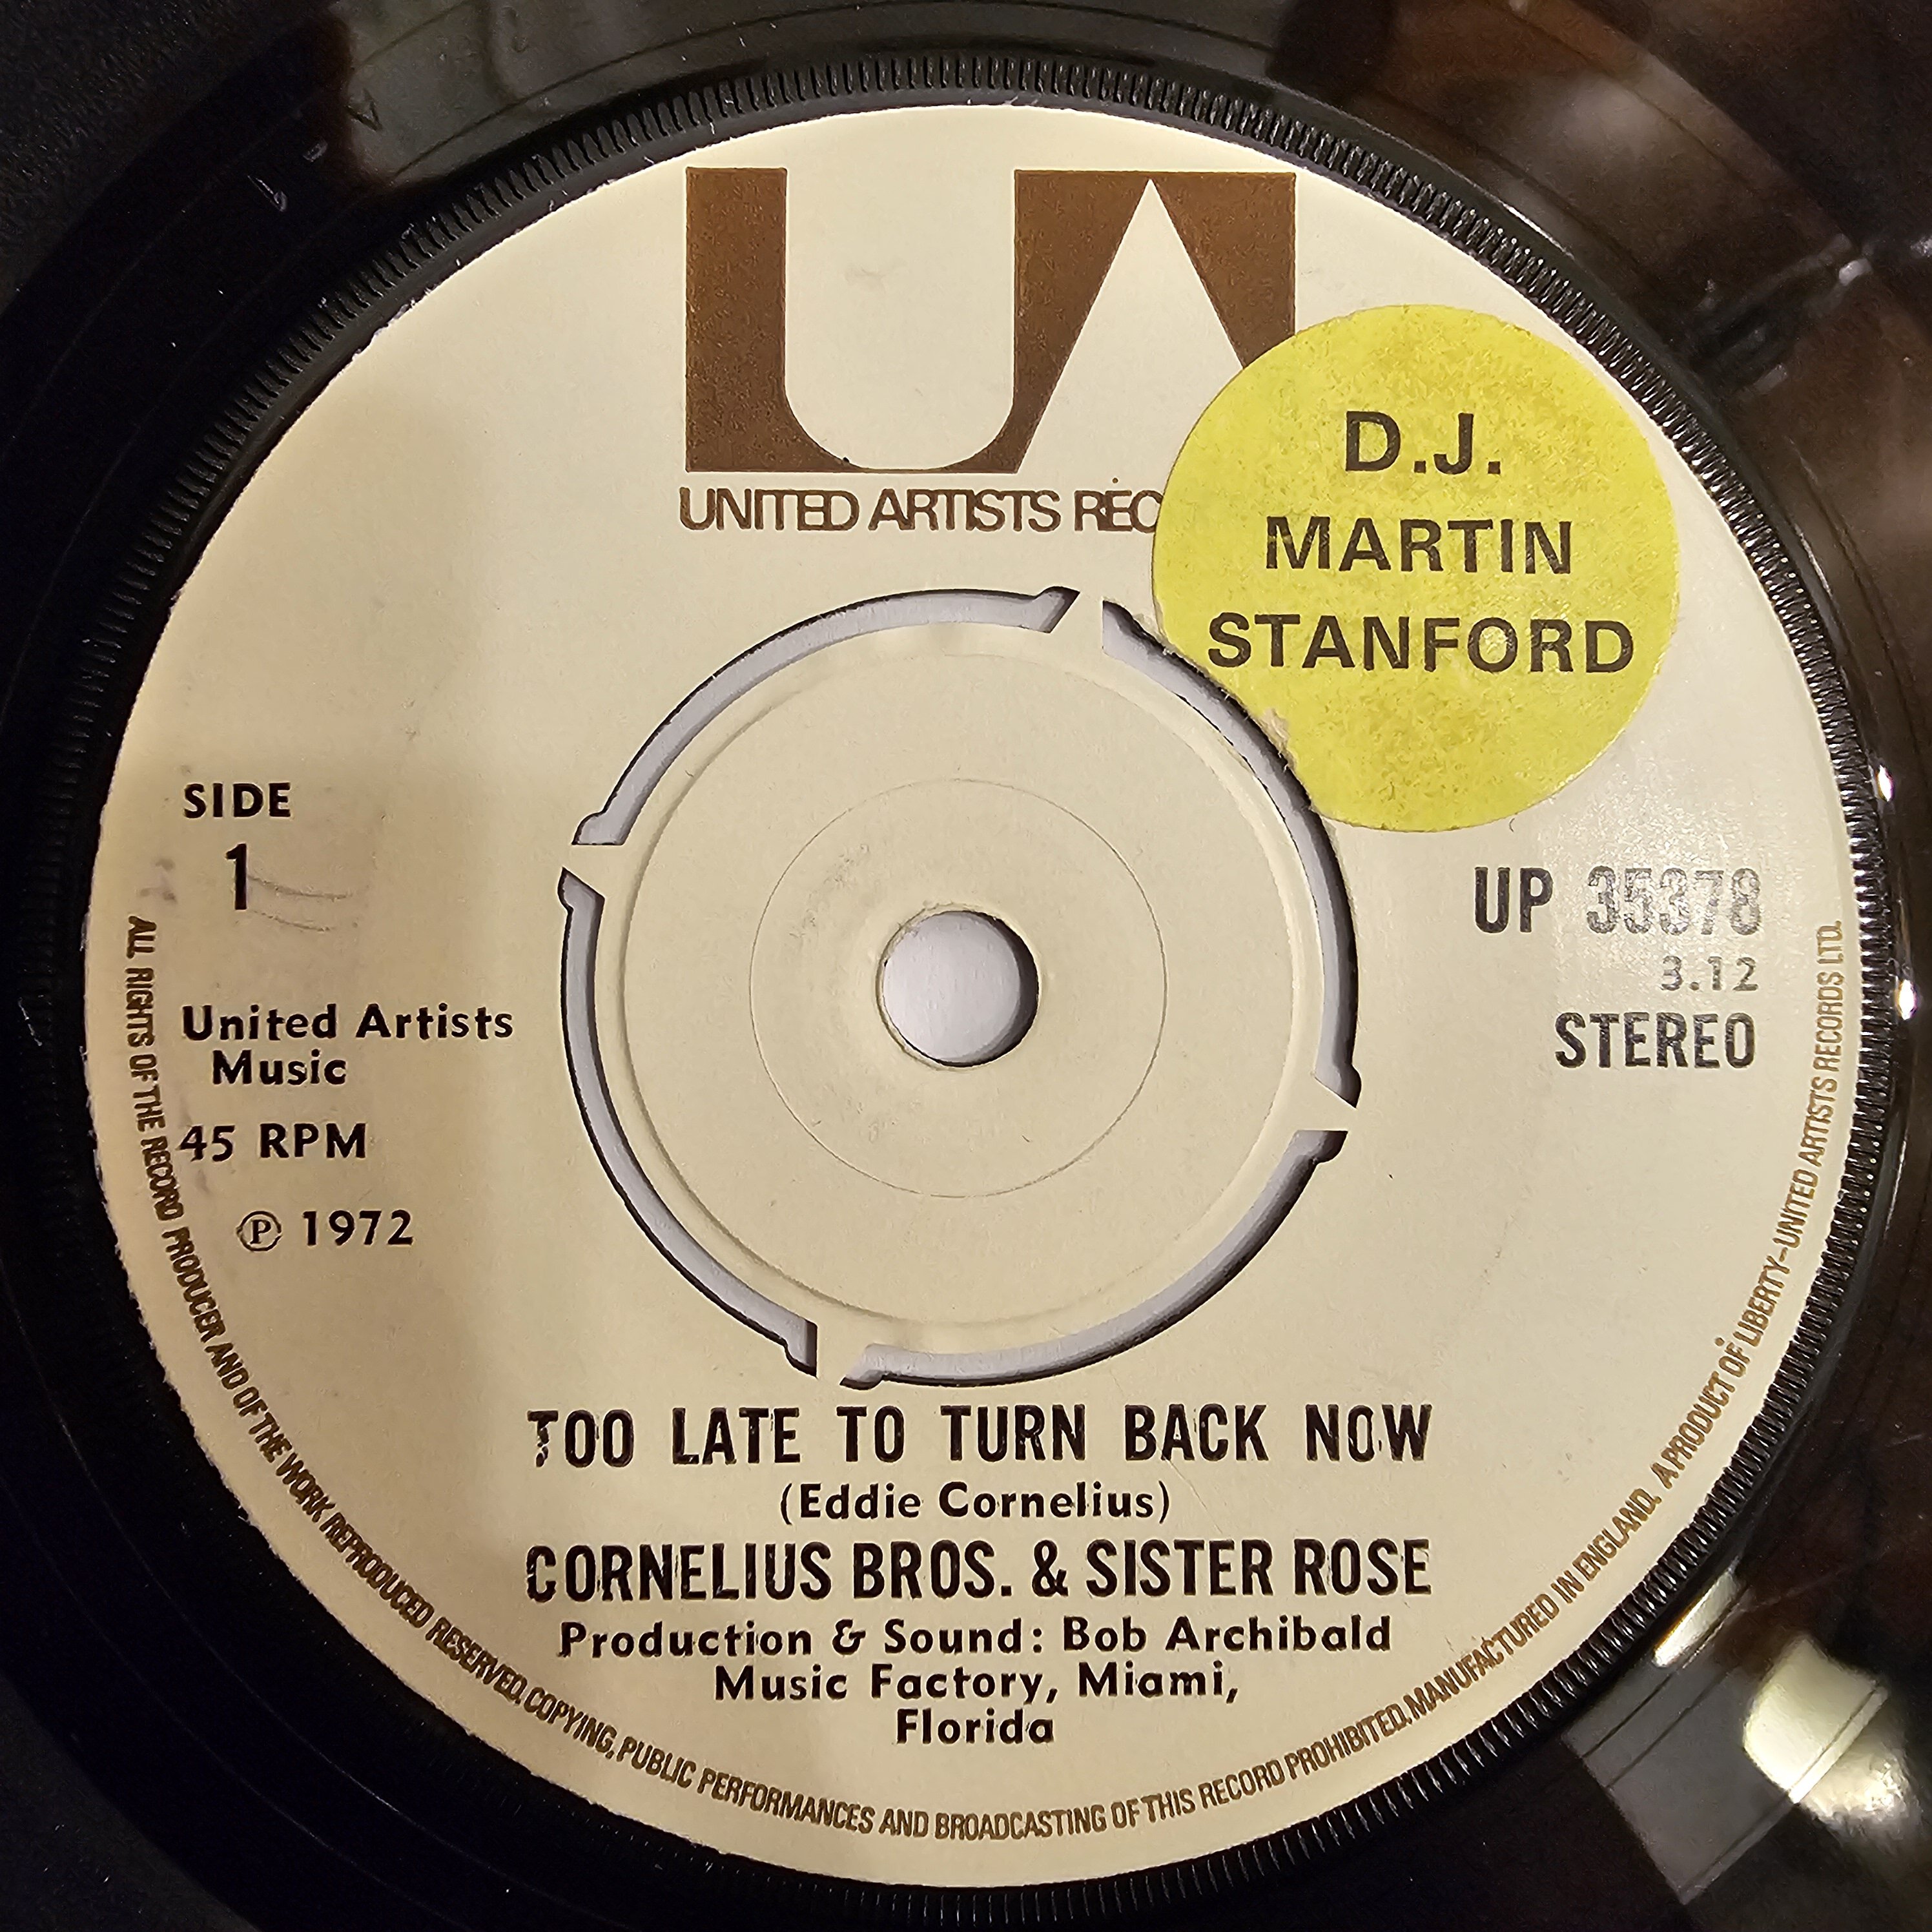 UA
UNITED ARTISTS REC
D.J.
MARTIN
STANFORD
SIDE
1
UP 35378
3.12
STEREO
United Artists
Music
45 RPM
℗ 1972
TOO LATE TO TURN BACK NOW
(Eddie Cornelius)
CORNELIUS BROS. & SISTER ROSE
Production & Sound: Bob Archibald
Music Factory, Miami,
Florida
ALL RIGHTS OF THE RECORD PRODUCER AND OF THE WORK REPRODUCED RESERVED. COPYING, PUBLIC PERFORMANCES AND BROADCASTING OF THIS RECORD PROHIBITED. MANUFACTURED IN ENGLAND. A PRODUCT OF LIBERTY-UNITED ARTISTS RECORDS LTD.